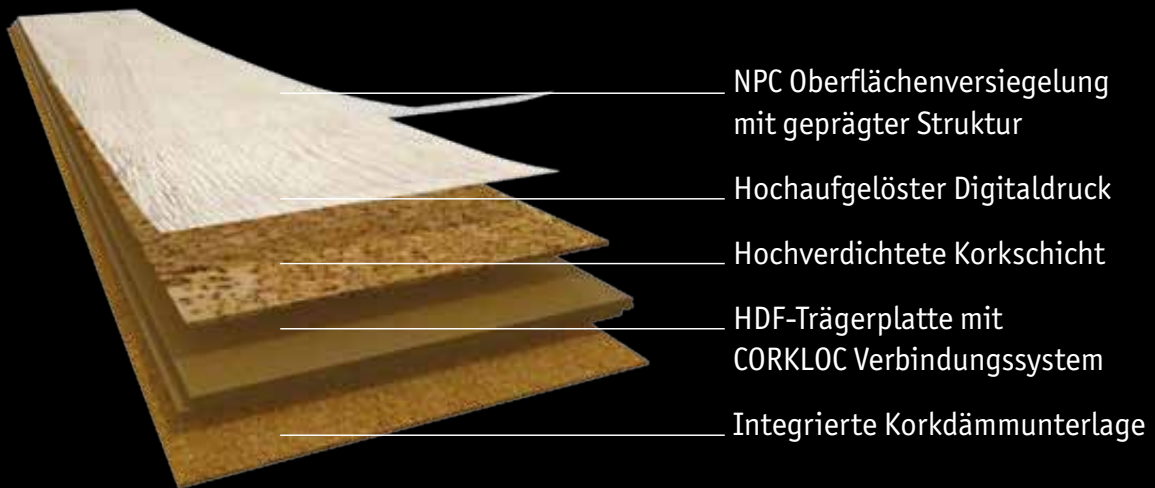 NPC Oberflächenversiegelung
mit geprägter Struktur
Hochaufgelöster Digitaldruck
Hochverdichtete Korkschicht
HDF-Trägerplatte mit
CORKLOC Verbindungssystem
Integrierte Korkdämmunterlage